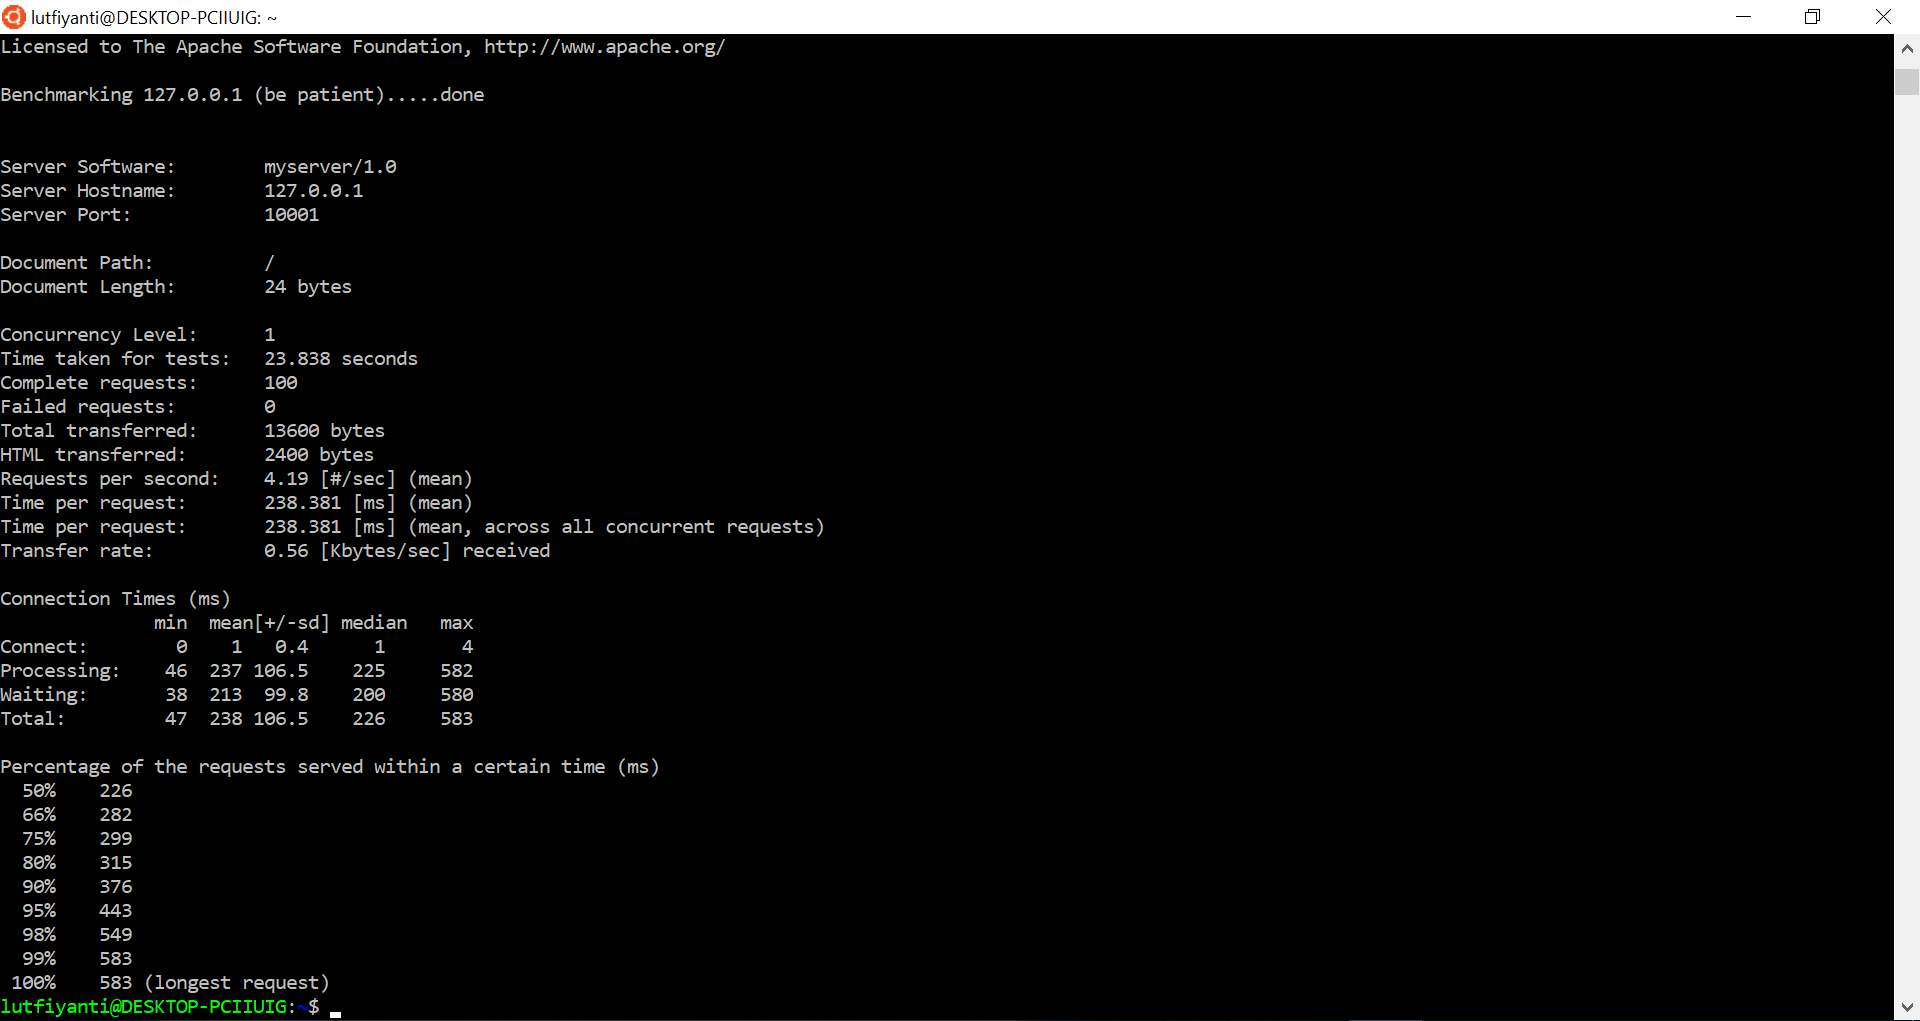 lutfiyanti@DESKTOP-PCIIUIG: ~
Licensed to The Apache Software Foundation, http://www.apache.org/
Benchmarking 127.0.0.1 (be patient).....done
Server Software:        myserver/1.0
Server Hostname:        127.0.0.1
Server Port:            10001
Document Path:          /
Document Length:        24 bytes
Concurrency Level:      1
Time taken for tests:   23.838 seconds
Complete requests:      100
Failed requests:        0
Total transferred:      13600 bytes
HTML transferred:       2400 bytes
Requests per second:    4.19 [#/sec] (mean)
Time per request:       238.381 [ms] (mean)
Time per request:       238.381 [ms] (mean, across all concurrent requests)
Transfer rate:          0.56 [Kbytes/sec] received
Connection Times (ms)
              min  mean[+/-sd] median   max
Connect:        0    1   0.4      1       4
Processing:    46  237 106.5    225     582
Waiting:       38  213  99.8    200     580
Total:         47  238 106.5    226     583
Percentage of the requests served within a certain time (ms)
  50%    226
  66%    282
  75%    299
  80%    315
  90%    376
  95%    443
  98%    549
  99%    583
 100%    583 (longest request)
lutfiyanti@DESKTOP-PCIIUIG:~$